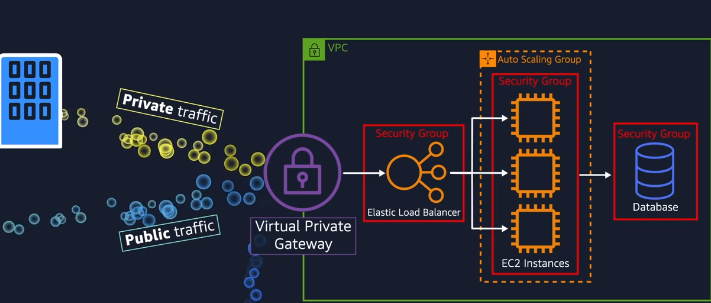 VPC
Auto Scaling Group
Security Group
Private traffic
Security Group
Security Group
Elastic Load Balancer
Database
Virtual Private
Gateway
Public traffic
EC2 Instances